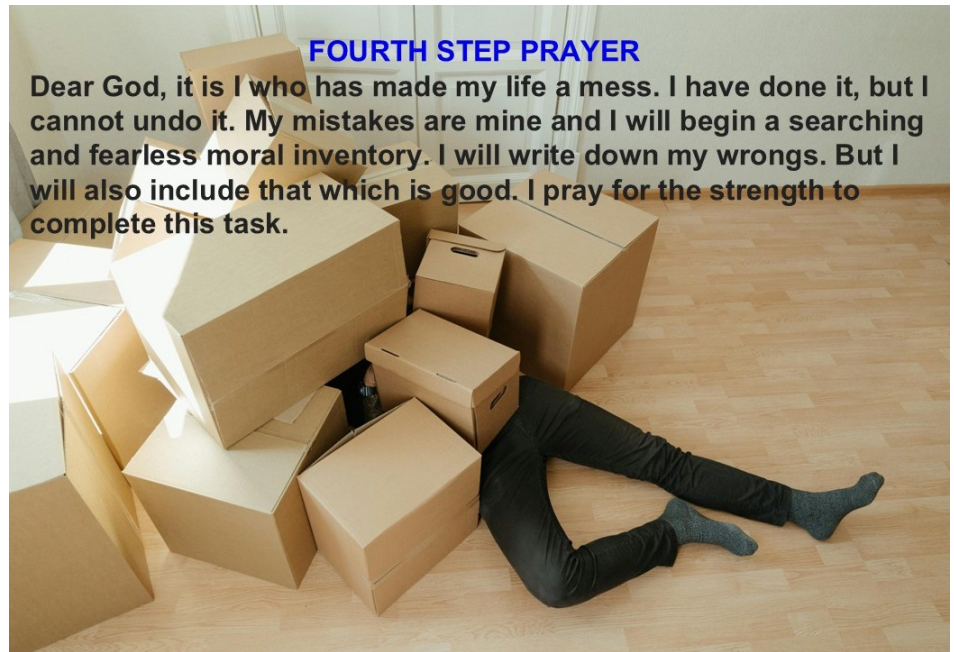 FOURTH STEP PRAYER
Dear God, it is I who has made my life a mess. I have done it, but I
cannot undo it. My mistakes are mine and I will begin a searching
and fearless moral inventory. I will write down my wrongs. But I
will also include that which is good. I pray for the strength to
complete this task.